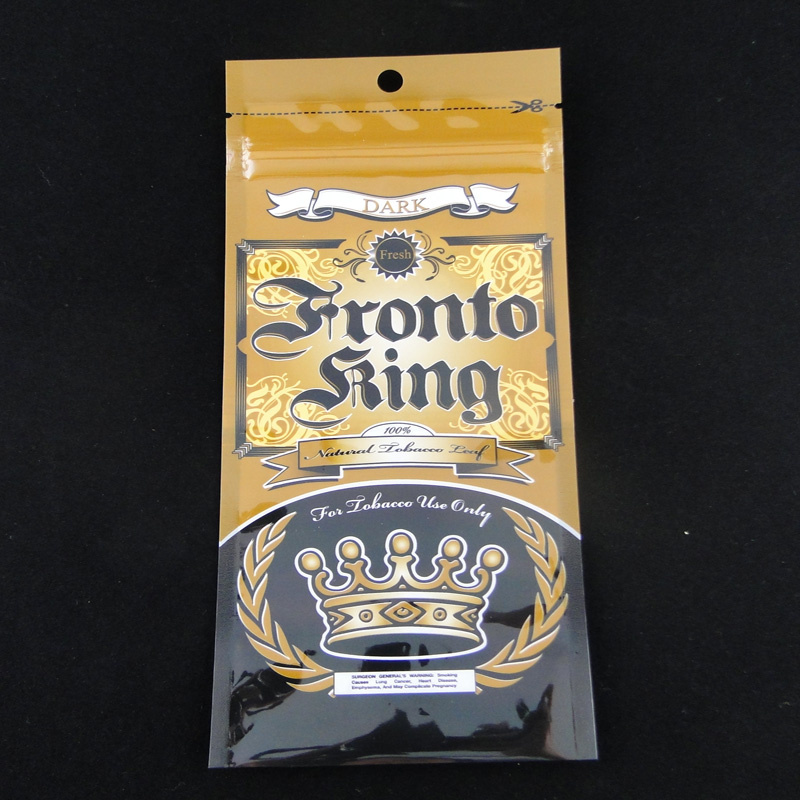 DARK
Fresh
Fronto
King
100%
Natural Tobacco Leaf
For Tobacco Use Only
SURGEON GENERAL'S WARNING: Smoking
Causes Lung Cancer, Heart Disease,
Emphysema, And May Complicate Pregnancy